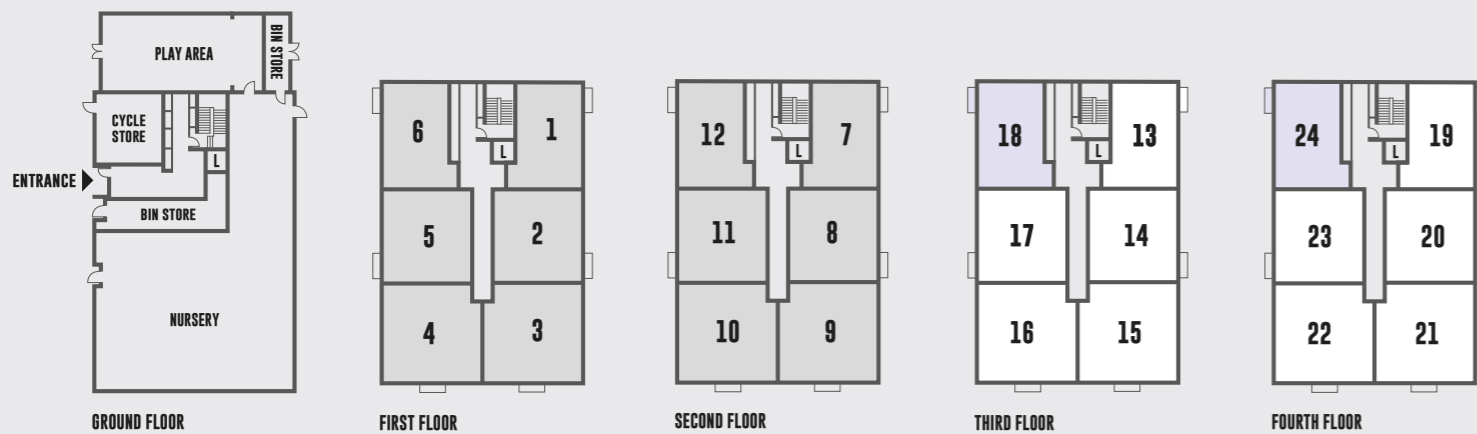 PLAY AREA
BIN STORE
CYCLE
STORE
L
ENTRANCE
BIN STORE
NURSERY
GROUND FLOOR
6
1
L
5
2
4
3
FIRST FLOOR
12
7
L
11
8
10
9
SECOND FLOOR
18
13
L
17
14
16
15
THIRD FLOOR
24
19
L
23
20
22
21
FOURTH FLOOR